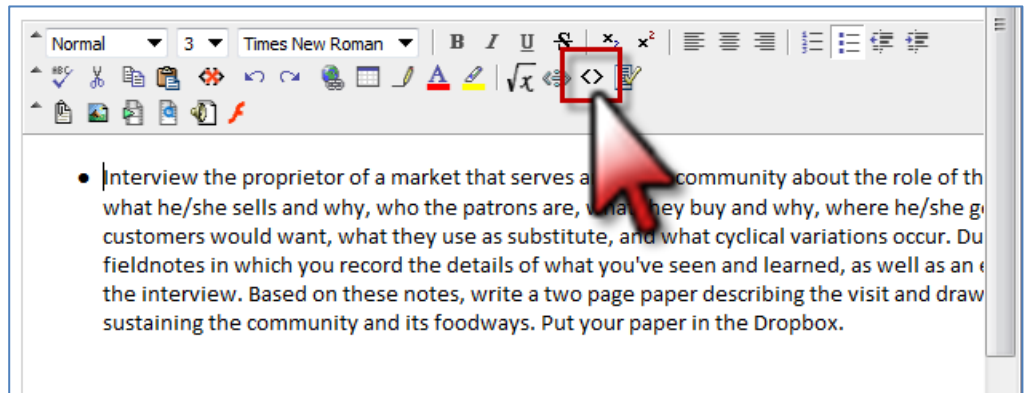 Normal 3 Times New Roman B I U S x₂ x²
ABC √x <>
Interview the proprietor of a market that serves a community about the role of th
what he/she sells and why, who the patrons are, what they buy and why, where he/she g
customers would want, what they use as substitute, and what cyclical variations occur. Du
fieldnotes in which you record the details of what you've seen and learned, as well as an
the interview. Based on these notes, write a two page paper describing the visit and draw
sustaining the community and its foodways. Put your paper in the Dropbox.